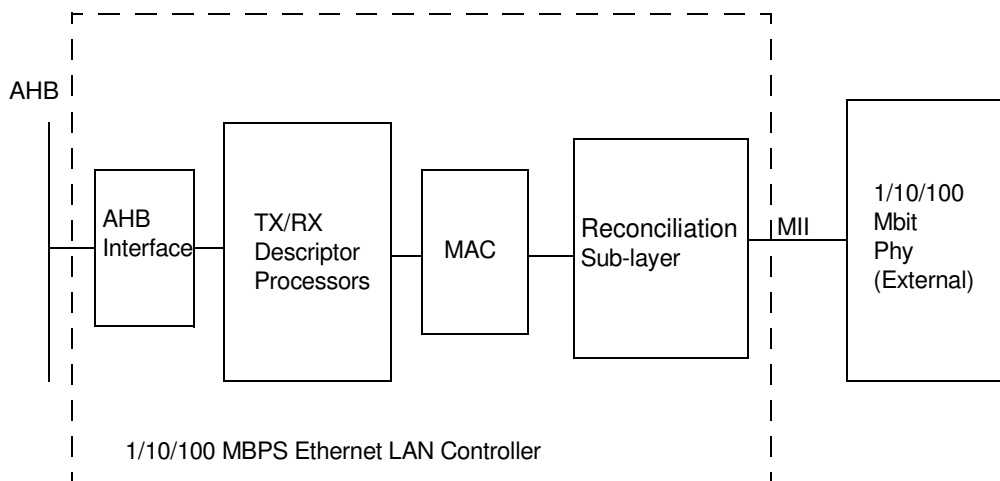 AHB
AHB
Interface
TX/RX
Descriptor
Processors
MAC
Reconciliation
Sub-layer
MII
1/10/100
Mbit
Phy
(External)
1/10/100 MBPS Ethernet LAN Controller